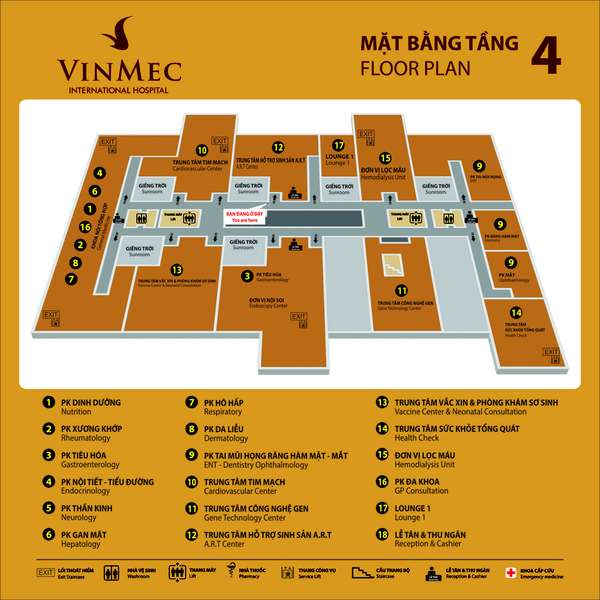 VINMEC
INTERNATIONAL HOSPITAL
MẶT BẰNG TẦNG
FLOOR PLAN
4
EXIT
10
TRUNG TÂM TIM MẠCH
Cardiovascular Center
12
TRUNG TÂM HỖ TRỢ SINH SẢN A.R.T
A.R.T Center
17
LOUNGE 1
Lounge 1
15
ĐƠN VỊ LỌC MÁU
Hemodialysis Unit
EXIT
9
PK TAI MŨI HỌNG
ENT
4
6
1
16
2
8
7
KHOA KHÁM TỔNG HỢP
GIẾNG TRỜI
Sunroom
GIẾNG TRỜI
Sunroom
GIẾNG TRỜI
Sunroom
GIẾNG TRỜI
Sunroom
THANG MÁY
Lift
BẠN ĐANG Ở ĐÂY
You are here
THANG MÁY
Lift
9
PK RĂNG HÀM MẶT
Dentistry
GIẾNG TRỜI
Sunroom
GIẾNG TRỜI
Sunroom
13
TRUNG TÂM VẮC XIN & PHÒNG KHÁM SƠ SINH
Vaccine Center & Neonatal Consultation
3
PK TIÊU HÓA
Gastroenterology
ĐƠN VỊ NỘI SOI
Endoscopy Center
EXIT
11
TRUNG TÂM CÔNG NGHỆ GEN
Gene Technology Center
9
PK MẮT
Ophthalmology
14
TRUNG TÂM
SỨC KHỎE TỔNG QUÁT
Health Check
EXIT
EXIT
1 PK DINH DƯỠNG
Nutrition
2 PK XƯƠNG KHỚP
Rheumatology
3 PK TIÊU HÓA
Gastroenterology
4 PK NỘI TIẾT - TIỂU ĐƯỜNG
Endocrinology
5 PK THẦN KINH
Neurology
6 PK GAN MẬT
Hepatology
7 PK HÔ HẤP
Respiratory
8 PK DA LIỄU
Dermatology
9 PK TAI MŨI HỌNG RĂNG HÀM MẶT - MẮT
ENT - Dentistry Ophthalmology
10 TRUNG TÂM TIM MẠCH
Cardiovascular Center
11 TRUNG TÂM CÔNG NGHỆ GEN
Gene Technology Center
12 TRUNG TÂM HỖ TRỢ SINH SẢN A.R.T
A.R.T Center
13 TRUNG TÂM VẮC XIN & PHÒNG KHÁM SƠ SINH
Vaccine Center & Neonatal Consultation
14 TRUNG TÂM SỨC KHỎE TỔNG QUÁT
Health Check
15 ĐƠN VỊ LỌC MÁU
Hemodialysis Unit
16 PK ĐA KHOA
GP Consultation
17 LOUNGE 1
Lounge 1
18 LỄ TÂN & THU NGÂN
Reception & Cashier
EXIT LỐI THOÁT HIỂM
Exit Staircase
NHÀ VỆ SINH
Washroom
THANG MÁY
Lift
NHÀ THUỐC
Pharmacy
THANG CÔNG VỤ
Service Lift
CẦU THANG BỘ
Staircase
LỄ TÂN & THU NGÂN
Reception & Cashier
KHOA CẤP CỨU
Emergency medicine